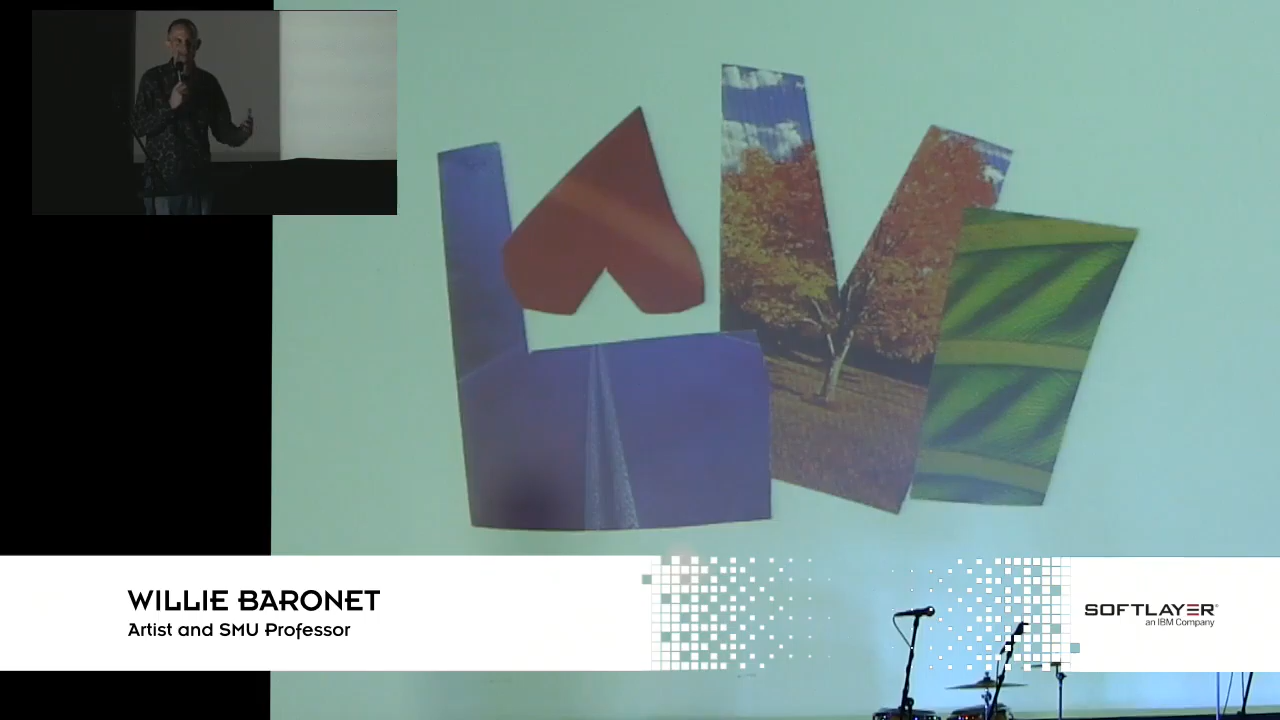 WILLIE BARONET
Artist and SMU Professor
SOFTLAYER®
an IBM Company